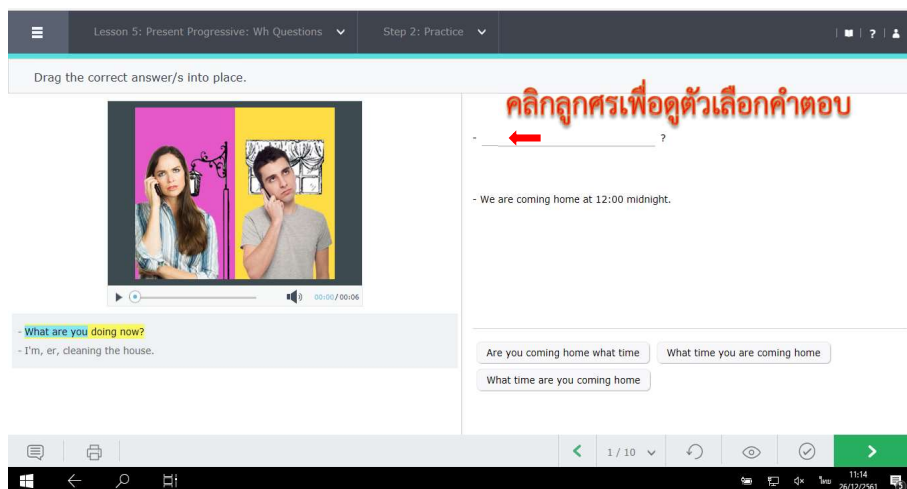 Lesson 5: Present Progressive: Wh Questions
Step 2: Practice
?
Drag the correct answer/s into place.
คลิกลูกศรเพื่อดูตัวเลือกคำตอบ
- ?
- We are coming home at 12:00 midnight.
00:00/00:06
- What are you doing now?
- I'm, er, cleaning the house.
Are you coming home what time
What time you are coming home
What time are you coming home
1 / 10
ไทย
11:14
26/12/2561